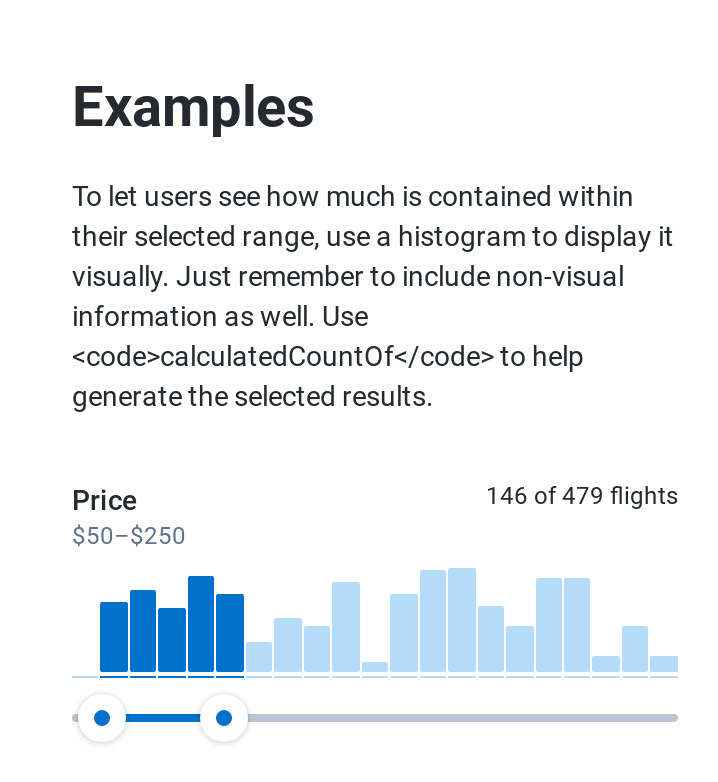 Examples
To let users see how much is contained within
their selected range, use a histogram to display it
visually. Just remember to include non-visual
information as well. Use
<code>calculatedCountOf</code> to help
generate the selected results.
Price
146 of 479 flights
$50–$250